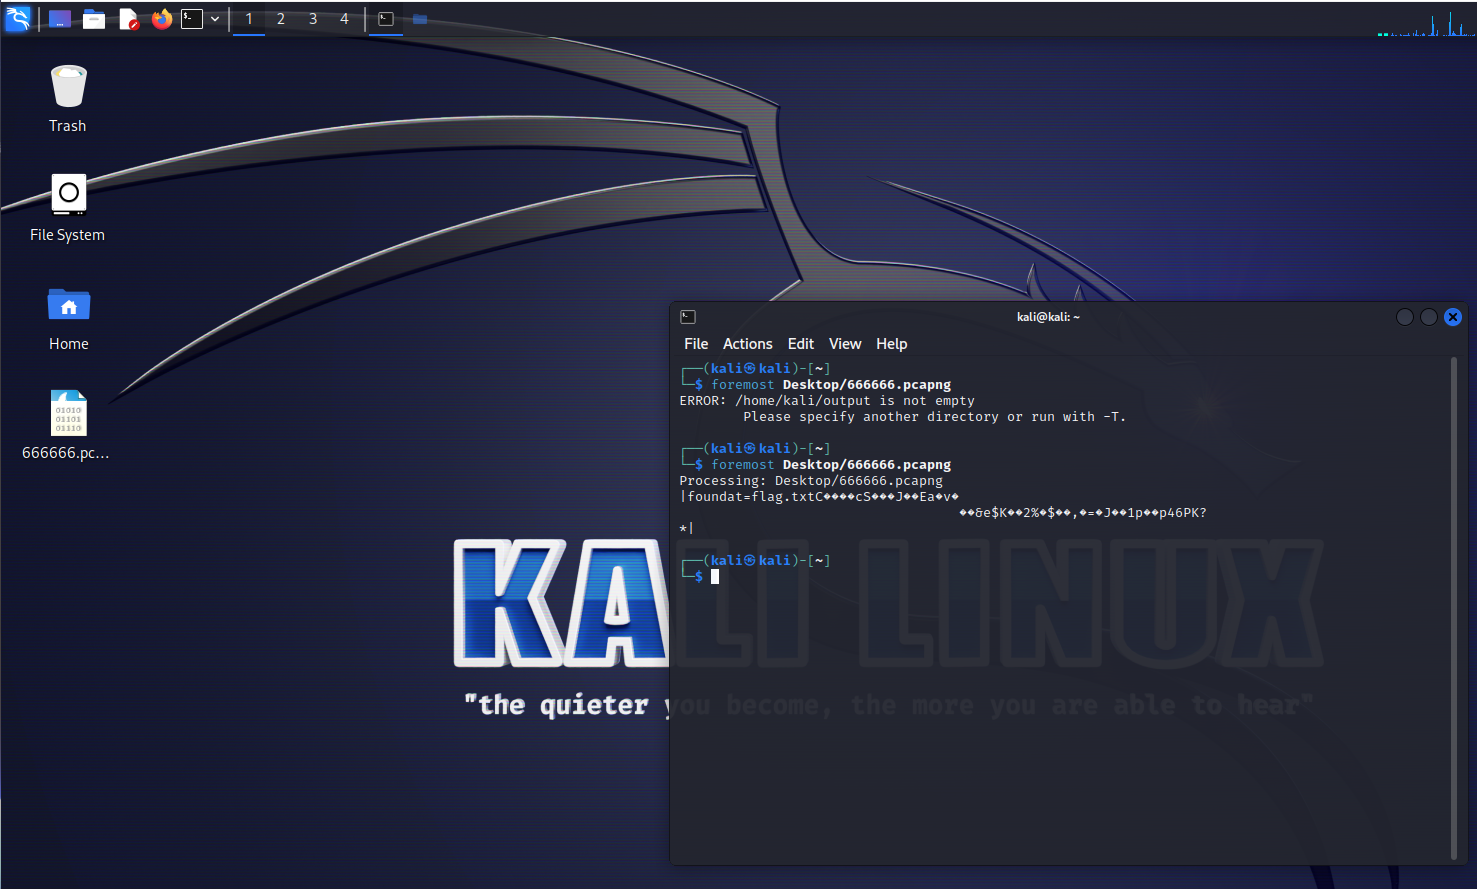 1 2 3 4
Trash
File System
Home
01010
01101
01110
666666.pc...
kali@kali: ~
File Actions Edit View Help
┌──(kali㉿kali)-[~]
└─$ foremost Desktop/666666.pcapng
ERROR: /home/kali/output is not empty
Please specify another directory or run with -T.
┌──(kali㉿kali)-[~]
└─$ foremost Desktop/666666.pcapng
Processing: Desktop/666666.pcapng
|foundat=flag.txtC����cS���J��Ea�v�
��&e$K��2%�$��,�=�J��1p��p46PK?
*|
┌──(kali㉿kali)-[~]
└─$
KALI LINUX
"the quieter you become, the more you are able to hear"